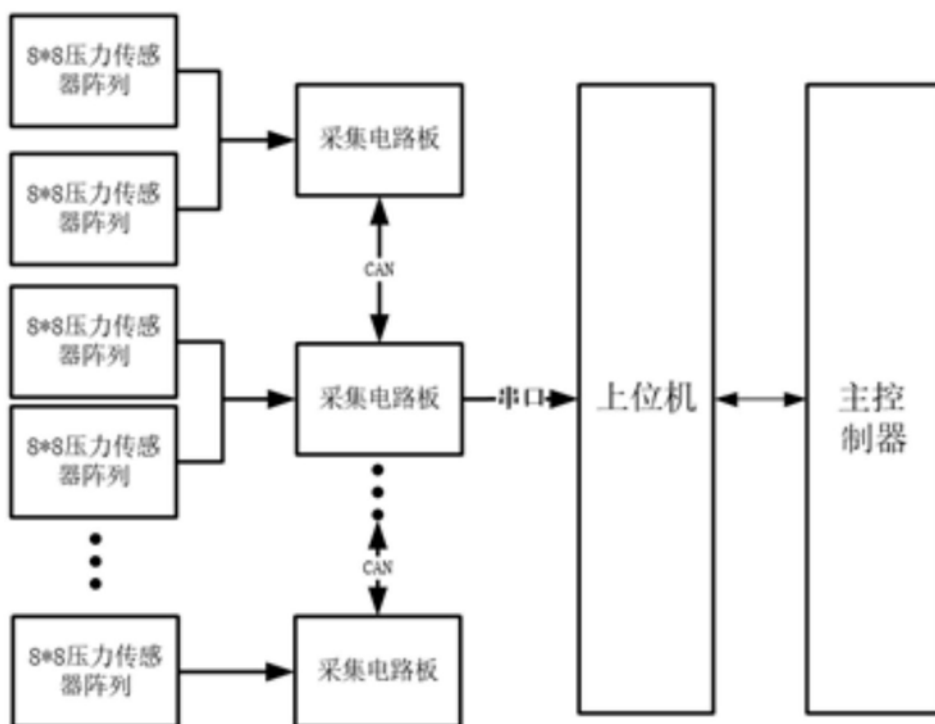 8*8压力传感
器阵列
8*8压力传感
器阵列
采集电路板
CAN
8*8压力传感
器阵列
8*8压力传感
器阵列
采集电路板
串口
上位机
主控
制器
CAN
8*8压力传感
器阵列
采集电路板